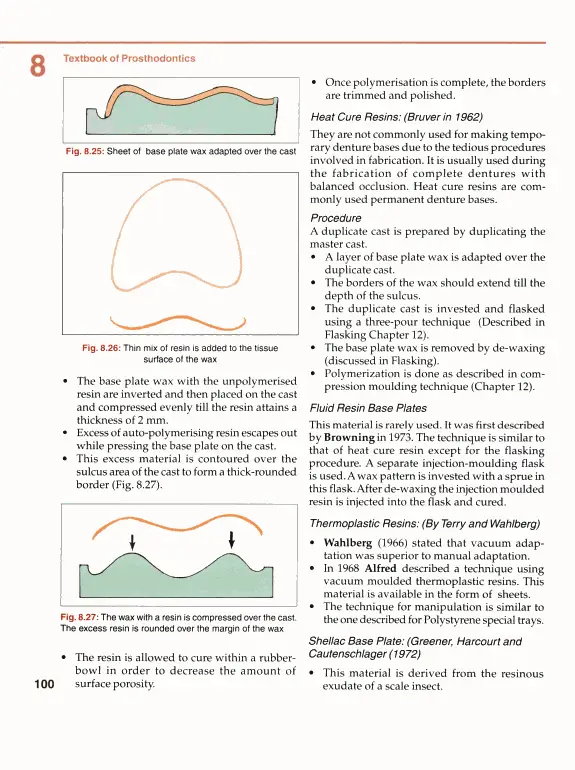 8
Textbook of Prosthodontics
Fig. 8.25: Sheet of base plate wax adapted over the cast
Fig. 8.26: Thin mix of resin is added to the tissue
surface of the wax
• The base plate wax with the unpolymerised
resin are inverted and then placed on the cast
and compressed evenly till the resin attains a
thickness of 2 mm.
• Excess of auto-polymerising resin escapes out
while pressing the base plate on the cast.
• This excess material is contoured over the
sulcus area of the cast to form a thick-rounded
border (Fig. 8.27).
Fig. 8.27: The wax with a resin is compressed over the cast.
The excess resin is rounded over the margin of the wax
• The resin is allowed to cure within a rubber-
bowl in order to decrease the amount of
surface porosity.
100
• Once polymerisation is complete, the borders
are trimmed and polished.
Heat Cure Resins: (Bruver in 1962)
They are not commonly used for making tempo-
rary denture bases due to the tedious procedures
involved in fabrication. It is usually used during
the fabrication of complete dentures with
balanced occlusion. Heat cure resins are com-
monly used permanent denture bases.
Procedure
A duplicate cast is prepared by duplicating the
master cast.
• A layer of base plate wax is adapted over the
duplicate cast.
• The borders of the wax should extend till the
depth of the sulcus.
• The duplicate cast is invested and flasked
using a three-pour technique (Described in
Flasking Chapter 12).
• The base plate wax is removed by de-waxing
(discussed in Flasking).
• Polymerization is done as described in com-
pression moulding technique (Chapter 12).
Fluid Resin Base Plates
This material is rarely used. It was first described
by Browning in 1973. The technique is similar to
that of heat cure resin except for the flasking
procedure. A separate injection-moulding flask
is used. A wax pattern is invested with a sprue in
this flask. After de-waxing the injection moulded
resin is injected into the flask and cured.
Thermoplastic Resins: (By Terry and Wahlberg)
• Wahlberg (1966) stated that vacuum adap-
tation was superior to manual adaptation.
• In 1968 Alfred described a technique using
vacuum moulded thermoplastic resins. This
material is available in the form of sheets.
• The technique for manipulation is similar to
the one described for Polystyrene special trays.
Shellac Base Plate: (Greener, Harcourt and
Cautenschlager (1972)
• This material is derived from the resinous
exudate of a scale insect.